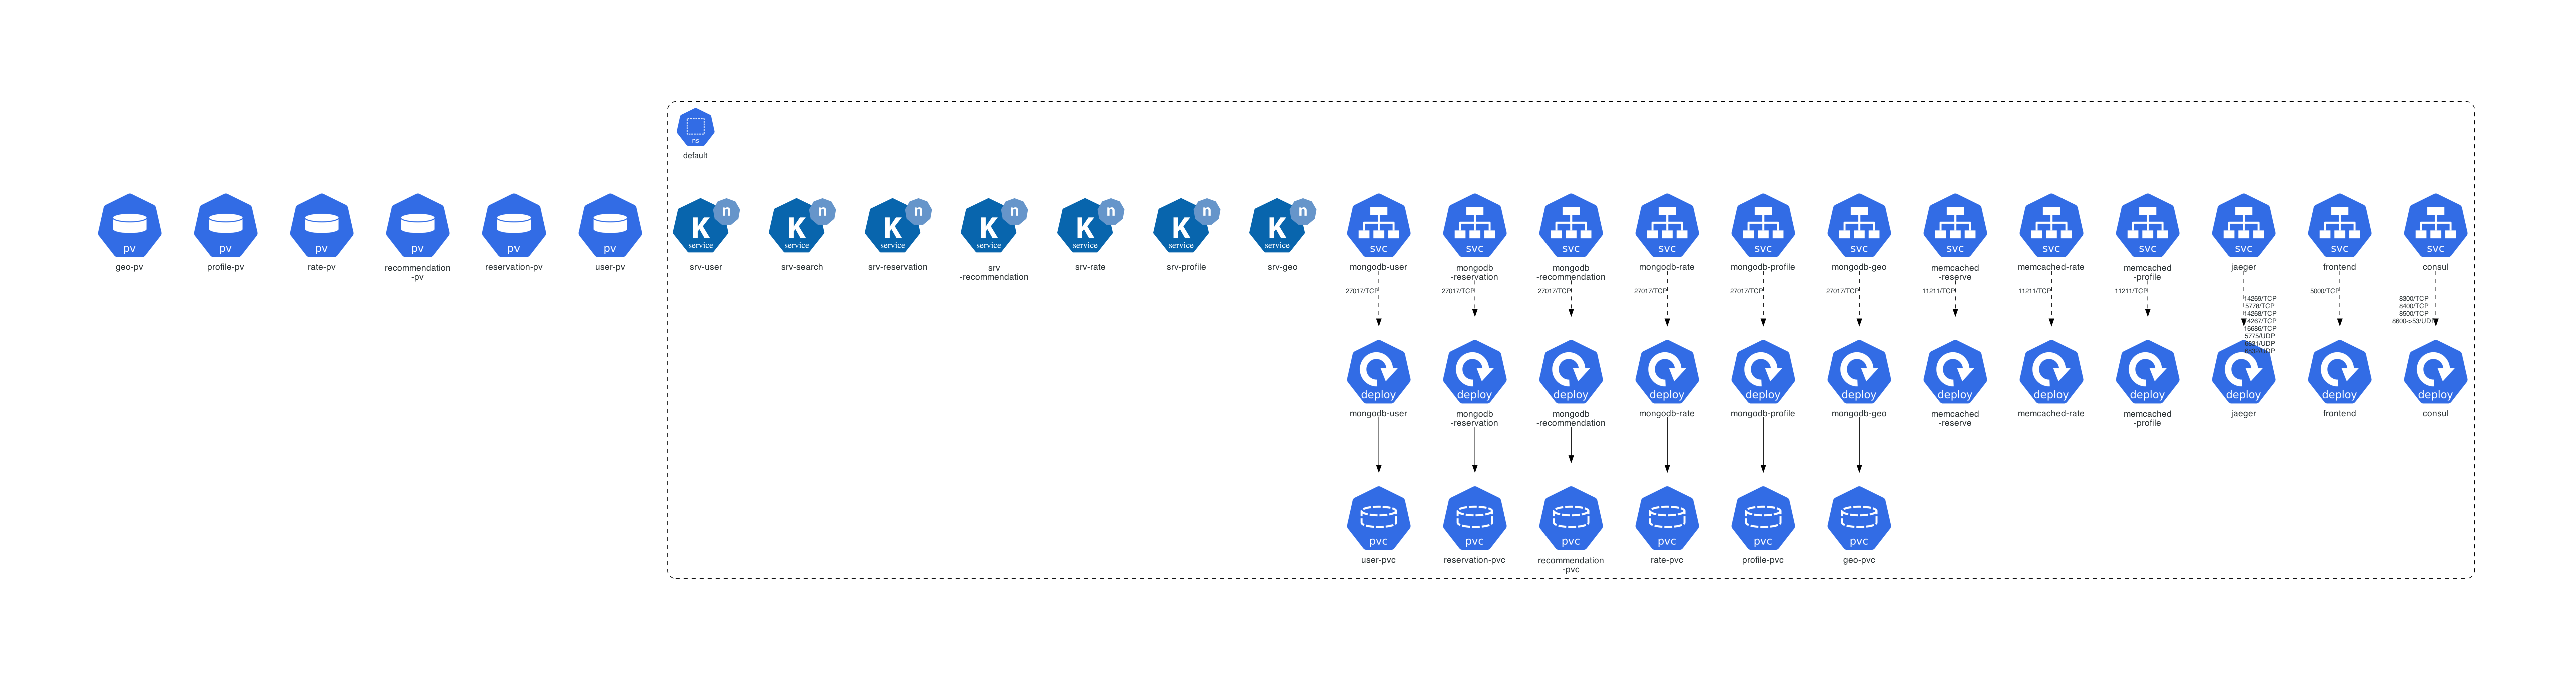 ns
default
pv
geo-pv
pv
profile-pv
pv
rate-pv
pv
recommendation
-pv
pv
reservation-pv
pv
user-pv
n
K
service
srv-user
n
K
service
srv-search
n
K
service
srv-reservation
n
K
service
srv
-recommendation
n
K
service
srv-rate
n
K
service
srv-profile
n
K
service
srv-geo
svc
mongodb-user
svc
mongodb
-reservation
svc
mongodb
-recommendation
svc
mongodb-rate
svc
mongodb-profile
svc
mongodb-geo
svc
memcached
-reserve
svc
memcached-rate
svc
memcached
-profile
svc
jaeger
svc
frontend
svc
consul
27017/TCP
27017/TCP
27017/TCP
27017/TCP
27017/TCP
27017/TCP
11211/TCP
11211/TCP
11211/TCP
14269/TCP
5778/TCP
14268/TCP
14267/TCP
16686/TCP
5775/UDP
5000/TCP
8300/TCP
8400/TCP
8500/TCP
8600->53/UDP
deploy
mongodb-user
deploy
mongodb
-reservation
deploy
mongodb
-recommendation
deploy
mongodb-rate
deploy
mongodb-profile
deploy
mongodb-geo
deploy
memcached
-reserve
deploy
memcached-rate
deploy
memcached
-profile
deploy
jaeger
deploy
frontend
deploy
consul
pvc
user-pvc
pvc
reservation-pvc
pvc
recommendation
-pvc
pvc
rate-pvc
pvc
profile-pvc
pvc
geo-pvc